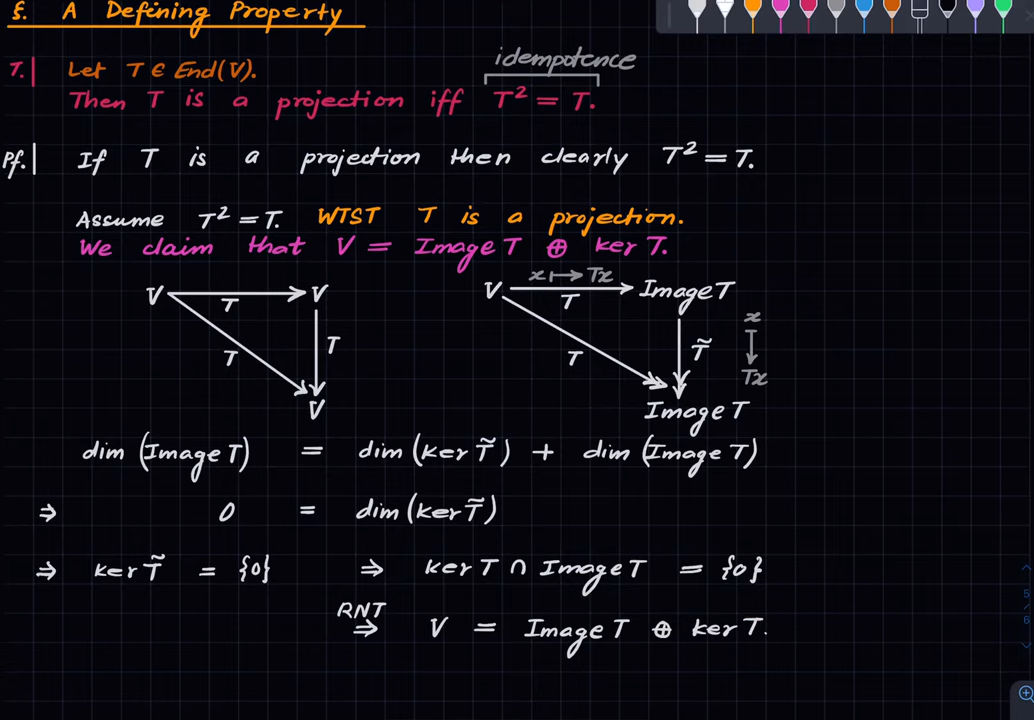 §. A Defining Property
idempotence
T.| Let T ∈ End(V).
Then T is a projection iff T² = T.
Pf.| If T is a projection then clearly T² = T.
Assume T² = T. WTST T is a projection.
We claim that V = Image T ⊕ ker T.
x ↦ Tx
V T V V T Image T
T T T T̃ x ↦ Tx
V Image T
dim (Image T) = dim (ker T̃) + dim (Image T)
⇒ 0 = dim (ker T̃)
⇒ ker T̃ = {0} ⇒ ker T ∩ Image T = {0}
RNT
⇒ V = Image T ⊕ ker T.
5
6